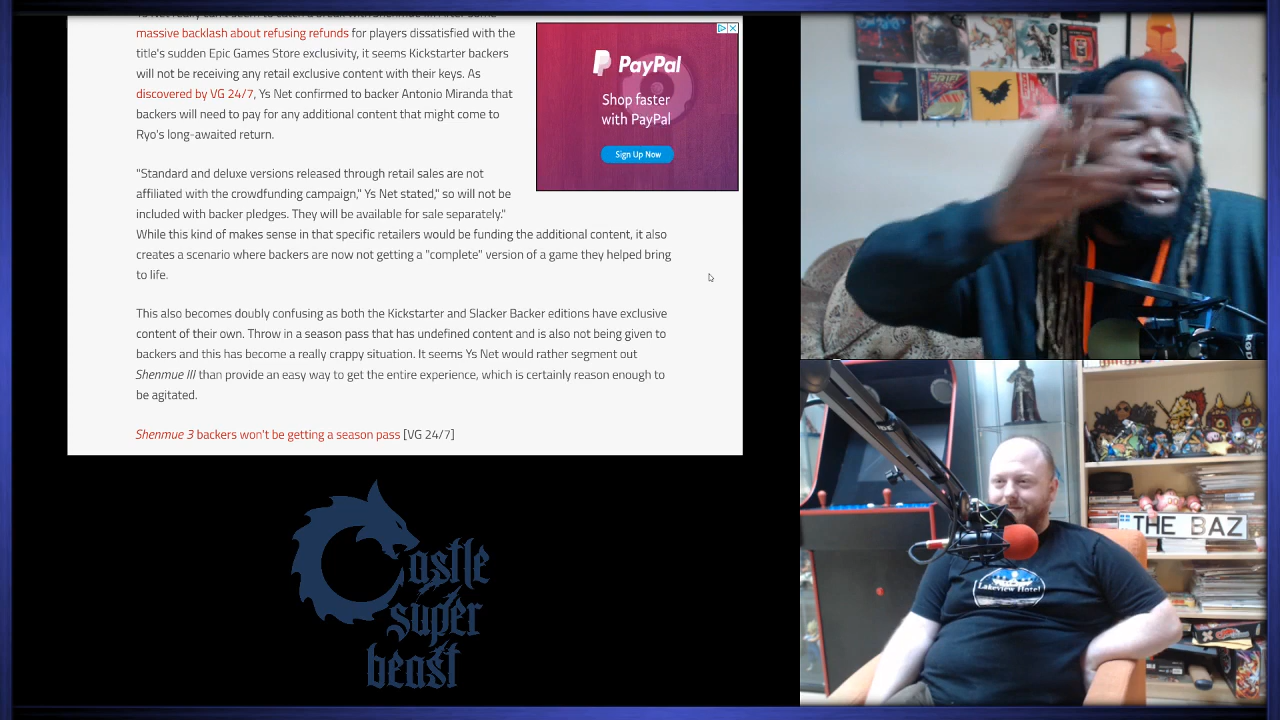 massive backlash about refusing refunds for players dissatisfied with the
title's sudden Epic Games Store exclusivity, it seems Kickstarter backers
will not be receiving any retail exclusive content with their keys. As
discovered by VG 24/7, Ys Net confirmed to backer Antonio Miranda that
backers will need to pay for any additional content that might come to
Ryo's long-awaited return.
"Standard and deluxe versions released through retail sales are not
affiliated with the crowdfunding campaign," Ys Net stated," so will not be
included with backer pledges. They will be available for sale separately."
While this kind of makes sense in that specific retailers would be funding the additional content, it also
creates a scenario where backers are now not getting a "complete" version of a game they helped bring
to life.
This also becomes doubly confusing as both the Kickstarter and Slacker Backer editions have exclusive
content of their own. Throw in a season pass that has undefined content and is also not being given to
backers and this has become a really crappy situation. It seems Ys Net would rather segment out
Shenmue III than provide an easy way to get the entire experience, which is certainly reason enough to
be agitated.
Shenmue 3 backers won't be getting a season pass [VG 24/7]
PayPal
Shop faster
with PayPal
Sign Up Now
Castle
super
beast
THE BAZ
Lakeview Hotel